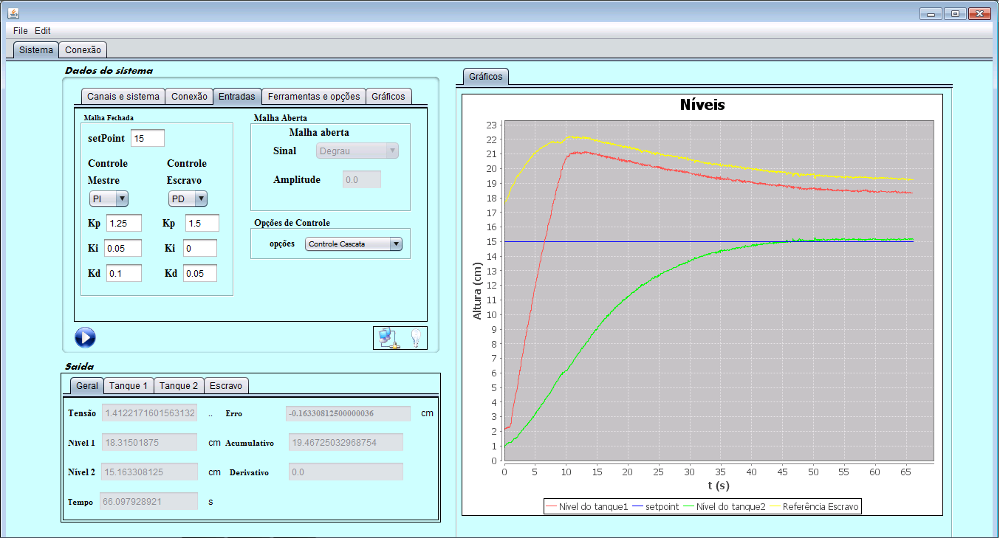 File Edit
Sistema Conexão
Dados do sistema
Canais e sistema Conexão Entradas Ferramentas e opções Gráficos
Malha Fechada
setPoint 15
Controle Controle
Mestre Escravo
PI PD
Kp 1.25 Kp 1.5
Ki 0.05 Ki 0
Kd 0.1 Kd 0.05
Malha Aberta
Malha aberta
Sinal Degrau
Amplitude 0.0
Opções de Controle
opções Controle Cascata
Saida
Geral Tanque 1 Tanque 2 Escravo
Tensão 1.4122171601563132 .. Erro -0.16330812500000036 cm
Nivel 1 18.31501875 cm Acumulativo 19.46725032968754
Nivel 2 15.163308125 cm Derivativo 0.0
Tempo 66.097928921 s
Gráficos
Níveis
Altura (cm)
23
22
21
20
19
18
17
16
15
14
13
12
11
10
9
8
7
6
5
4
3
2
1
0
0 5 10 15 20 25 30 35 40 45 50 55 60 65
t (s)
Nível do tanque1 setpoint Nível do tanque2 Referência Escravo